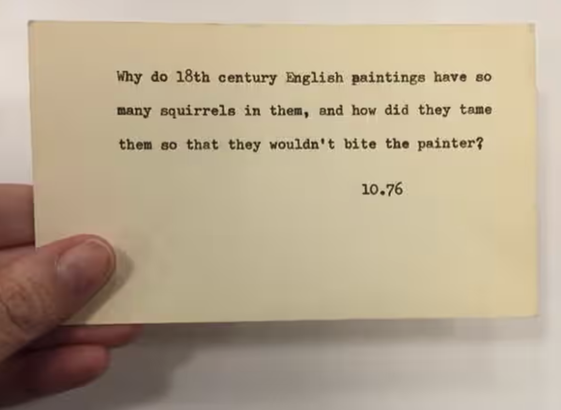 Why do 18th century English paintings have so
many squirrels in them, and how did they tame
them so that they wouldn't bite the painter?
10.76